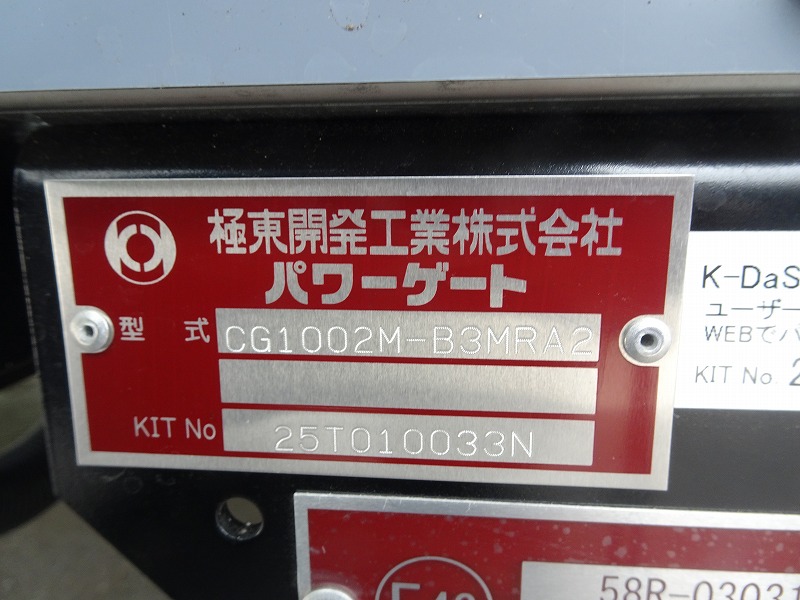 極東開発工業株式会社
パワーゲート
型式 CG1002M-B3MRA2
KIT No 25T010033N
K-DaS
ユーザー
WEBでパ
KIT No. 2
58R-0303